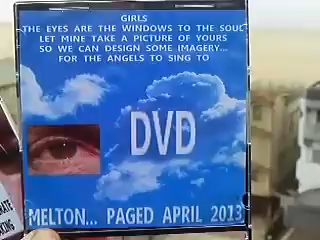 GIRLS
THE EYES ARE THE WINDOWS TO THE SOUL
LET MINE TAKE A PICTURE OF YOURS
SO WE CAN DESIGN SOME IMAGERY...
FOR THE ANGELS TO SING TO
DVD
MELTON... PAGED APRIL 2013